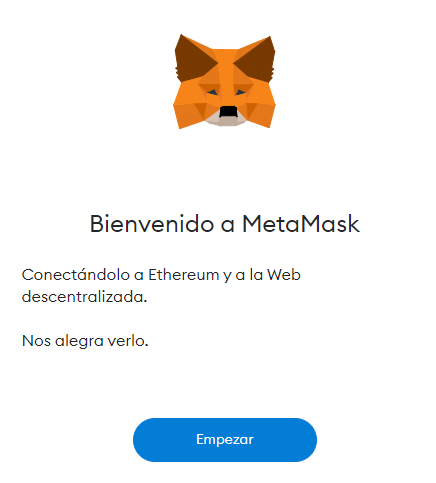 Bienvenido a MetaMask
Conectándolo a Ethereum y a la Web
descentralizada.
Nos alegra verlo.
Empezar